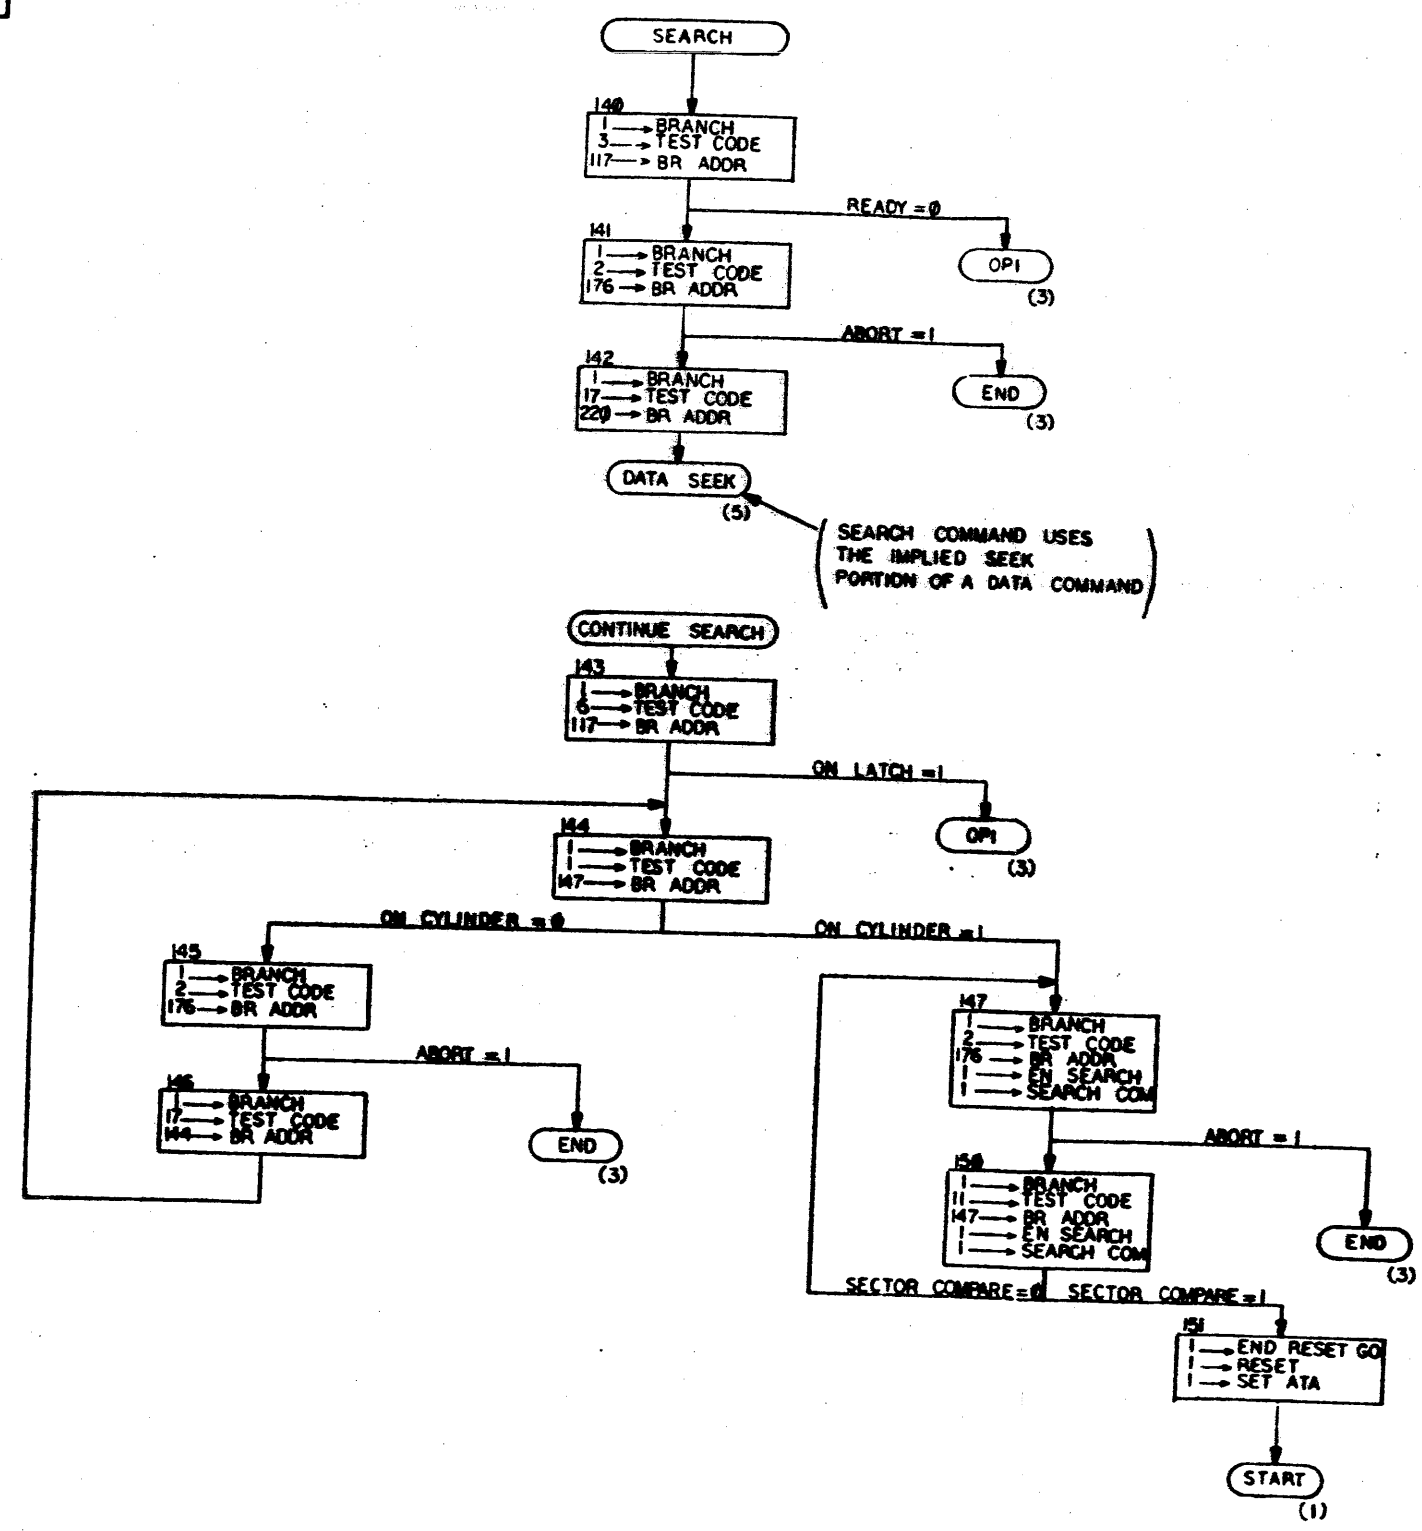 SEARCH
140
1 → BRANCH
3 → TEST CODE
117 → BR ADDR
READY = 0
OPI
(3)
141
1 → BRANCH
2 → TEST CODE
176 → BR ADDR
ABORT = 1
END
(3)
142
1 → BRANCH
17 → TEST CODE
220 → BR ADDR
DATA SEEK
(5)
SEARCH COMMAND USES
THE IMPLIED SEEK
PORTION OF A DATA COMMAND
CONTINUE SEARCH
143
1 → BRANCH
6 → TEST CODE
117 → BR ADDR
ON LATCH = 1
OPI
(3)
144
1 → BRANCH
1 → TEST CODE
147 → BR ADDR
ON CYLINDER = 0
ON CYLINDER = 1
145
1 → BRANCH
2 → TEST CODE
176 → BR ADDR
ABORT = 1
END
(3)
146
1 → BRANCH
17 → TEST CODE
144 → BR ADDR
147
1 → BRANCH
2 → TEST CODE
176 → BR ADDR
1 → EN SEARCH
1 → SEARCH COM
ABORT = 1
END
(3)
150
1 → BRANCH
11 → TEST CODE
147 → BR ADDR
1 → EN SEARCH
1 → SEARCH COM
SECTOR COMPARE = 0
SECTOR COMPARE = 1
151
1 → END RESET GO
1 → RESET
1 → SET ATA
START
(1)